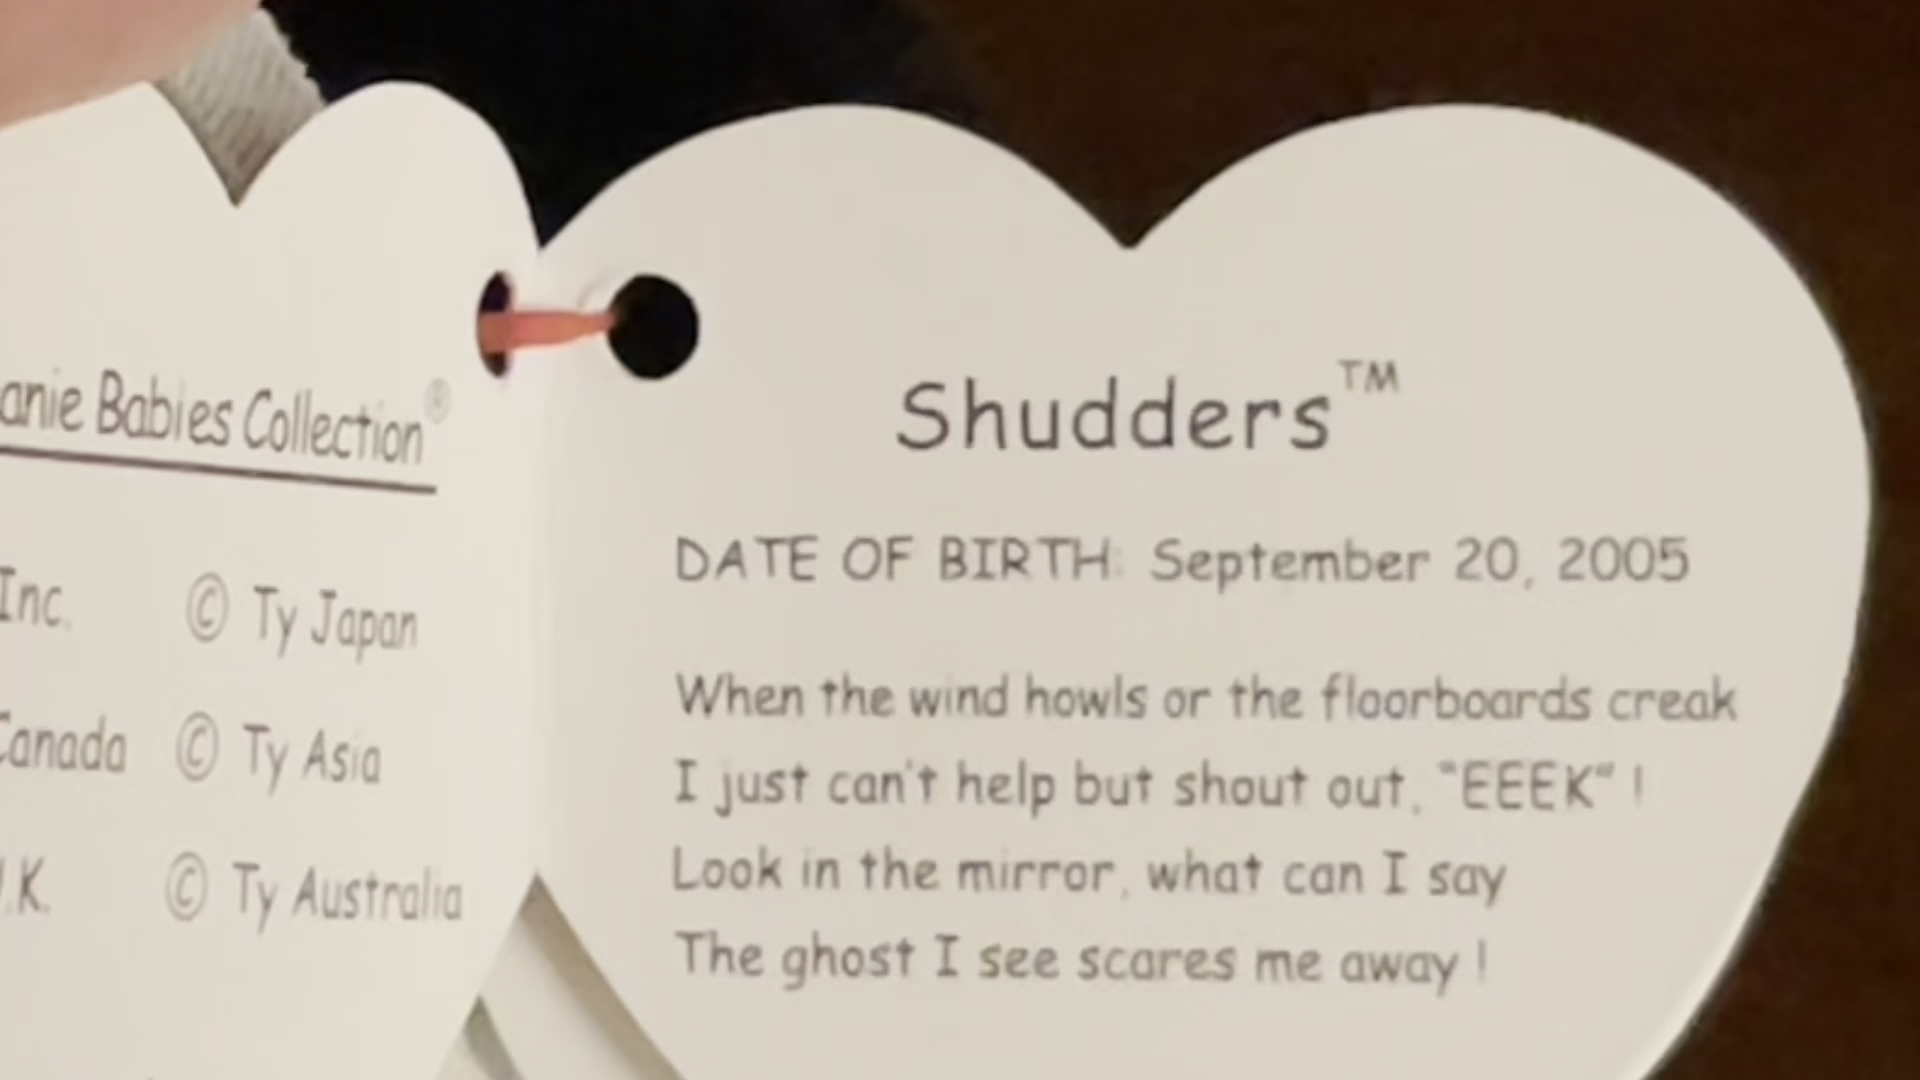 Babies Collection®
Inc. © Ty Japan
Canada © Ty Asia
© Ty Australia
Shudders™
DATE OF BIRTH: September 20, 2005
When the wind howls or the floorboards creak
I just can't help but shout out, "EEEK" !
Look in the mirror, what can I say
The ghost I see scares me away !